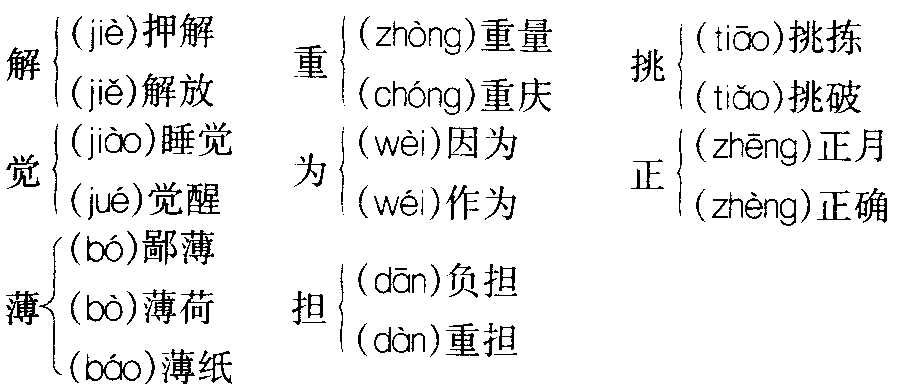 解 (jiè)押解
(jiě)解放
重 (zhòng)重量
(chóng)重庆
挑 (tiāo)挑拣
(tiǎo)挑破
觉 (jiào)睡觉
(jué)觉醒
为 (wèi)因为
(wéi)作为
正 (zhēng)正月
(zhèng)正确
薄 (bó)鄙薄
(bò)薄荷
(báo)薄纸
担 (dān)负担
(dàn)重担